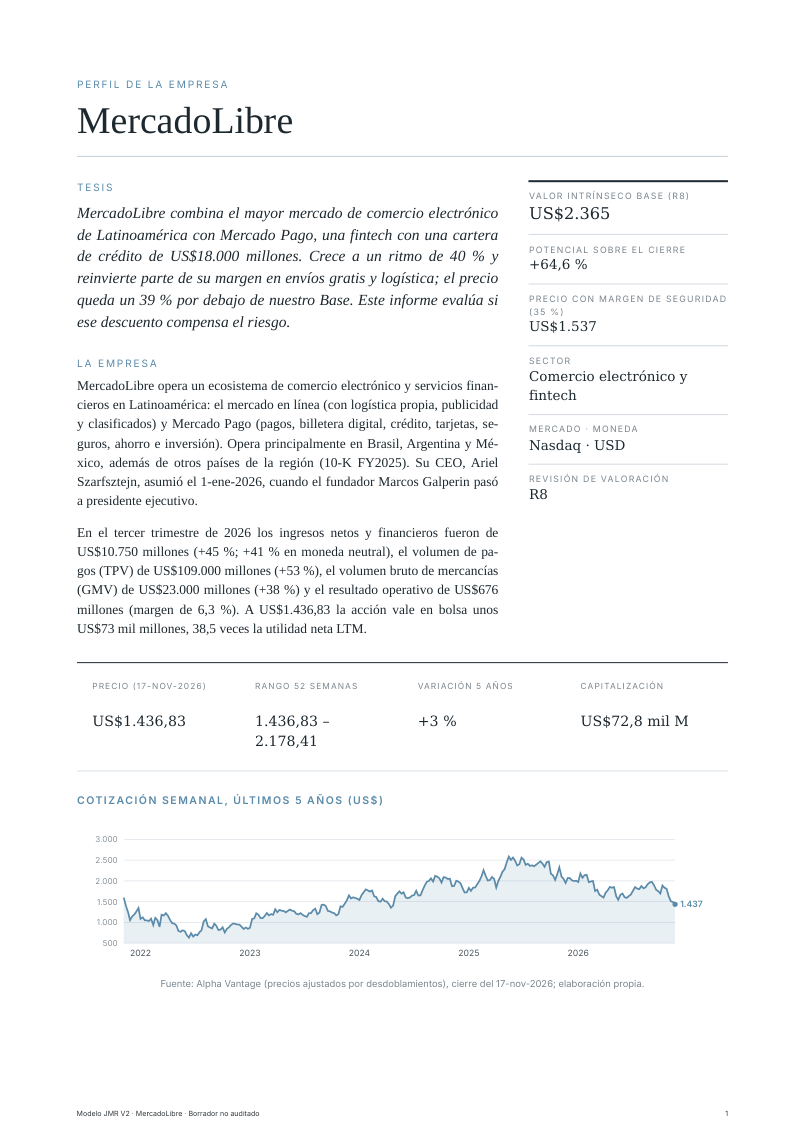 PERFIL DE LA EMPRESA
MercadoLibre
TESIS
MercadoLibre combina el mayor mercado de comercio electrónico
de Latinoamérica con Mercado Pago, una fintech con una cartera
de crédito de US$18.000 millones. Crece a un ritmo de 40 % y
reinvierte parte de su margen en envíos gratis y logística; el precio
queda un 39 % por debajo de nuestro Base. Este informe evalúa si
ese descuento compensa el riesgo.
LA EMPRESA
MercadoLibre opera un ecosistema de comercio electrónico y servicios finan-
cieros en Latinoamérica: el mercado en línea (con logística propia, publicidad
y clasificados) y Mercado Pago (pagos, billetera digital, crédito, tarjetas, se-
guros, ahorro e inversión). Opera principalmente en Brasil, Argentina y Mé-
xico, además de otros países de la región (10-K FY2025). Su CEO, Ariel
Szarfsztejn, asumió el 1-ene-2026, cuando el fundador Marcos Galperin pasó
a presidente ejecutivo.
En el tercer trimestre de 2026 los ingresos netos y financieros fueron de
US$10.750 millones (+45 %; +41 % en moneda neutral), el volumen de pa-
gos (TPV) de US$109.000 millones (+53 %), el volumen bruto de mercancías
(GMV) de US$23.000 millones (+38 %) y el resultado operativo de US$676
millones (margen de 6,3 %). A US$1.436,83 la acción vale en bolsa unos
US$73 mil millones, 38,5 veces la utilidad neta LTM.
VALOR INTRÍNSECO BASE (R8)
US$2.365
POTENCIAL SOBRE EL CIERRE
+64,6 %
PRECIO CON MARGEN DE SEGURIDAD
(35 %)
US$1.537
SECTOR
Comercio electrónico y
fintech
MERCADO · MONEDA
Nasdaq · USD
REVISIÓN DE VALORACIÓN
R8
PRECIO (17-NOV-2026)
US$1.436,83
RANGO 52 SEMANAS
1.436,83 –
2.178,41
VARIACIÓN 5 AÑOS
+3 %
CAPITALIZACIÓN
US$72,8 mil M
COTIZACIÓN SEMANAL, ÚLTIMOS 5 AÑOS (US$)
3.000
2.500
2.000
1.500
1.000
500
1.437
2022 2023 2024 2025 2026
Fuente: Alpha Vantage (precios ajustados por desdoblamientos), cierre del 17-nov-2026; elaboración propia.
Modelo JMR V2 · MercadoLibre · Borrador no auditado 1